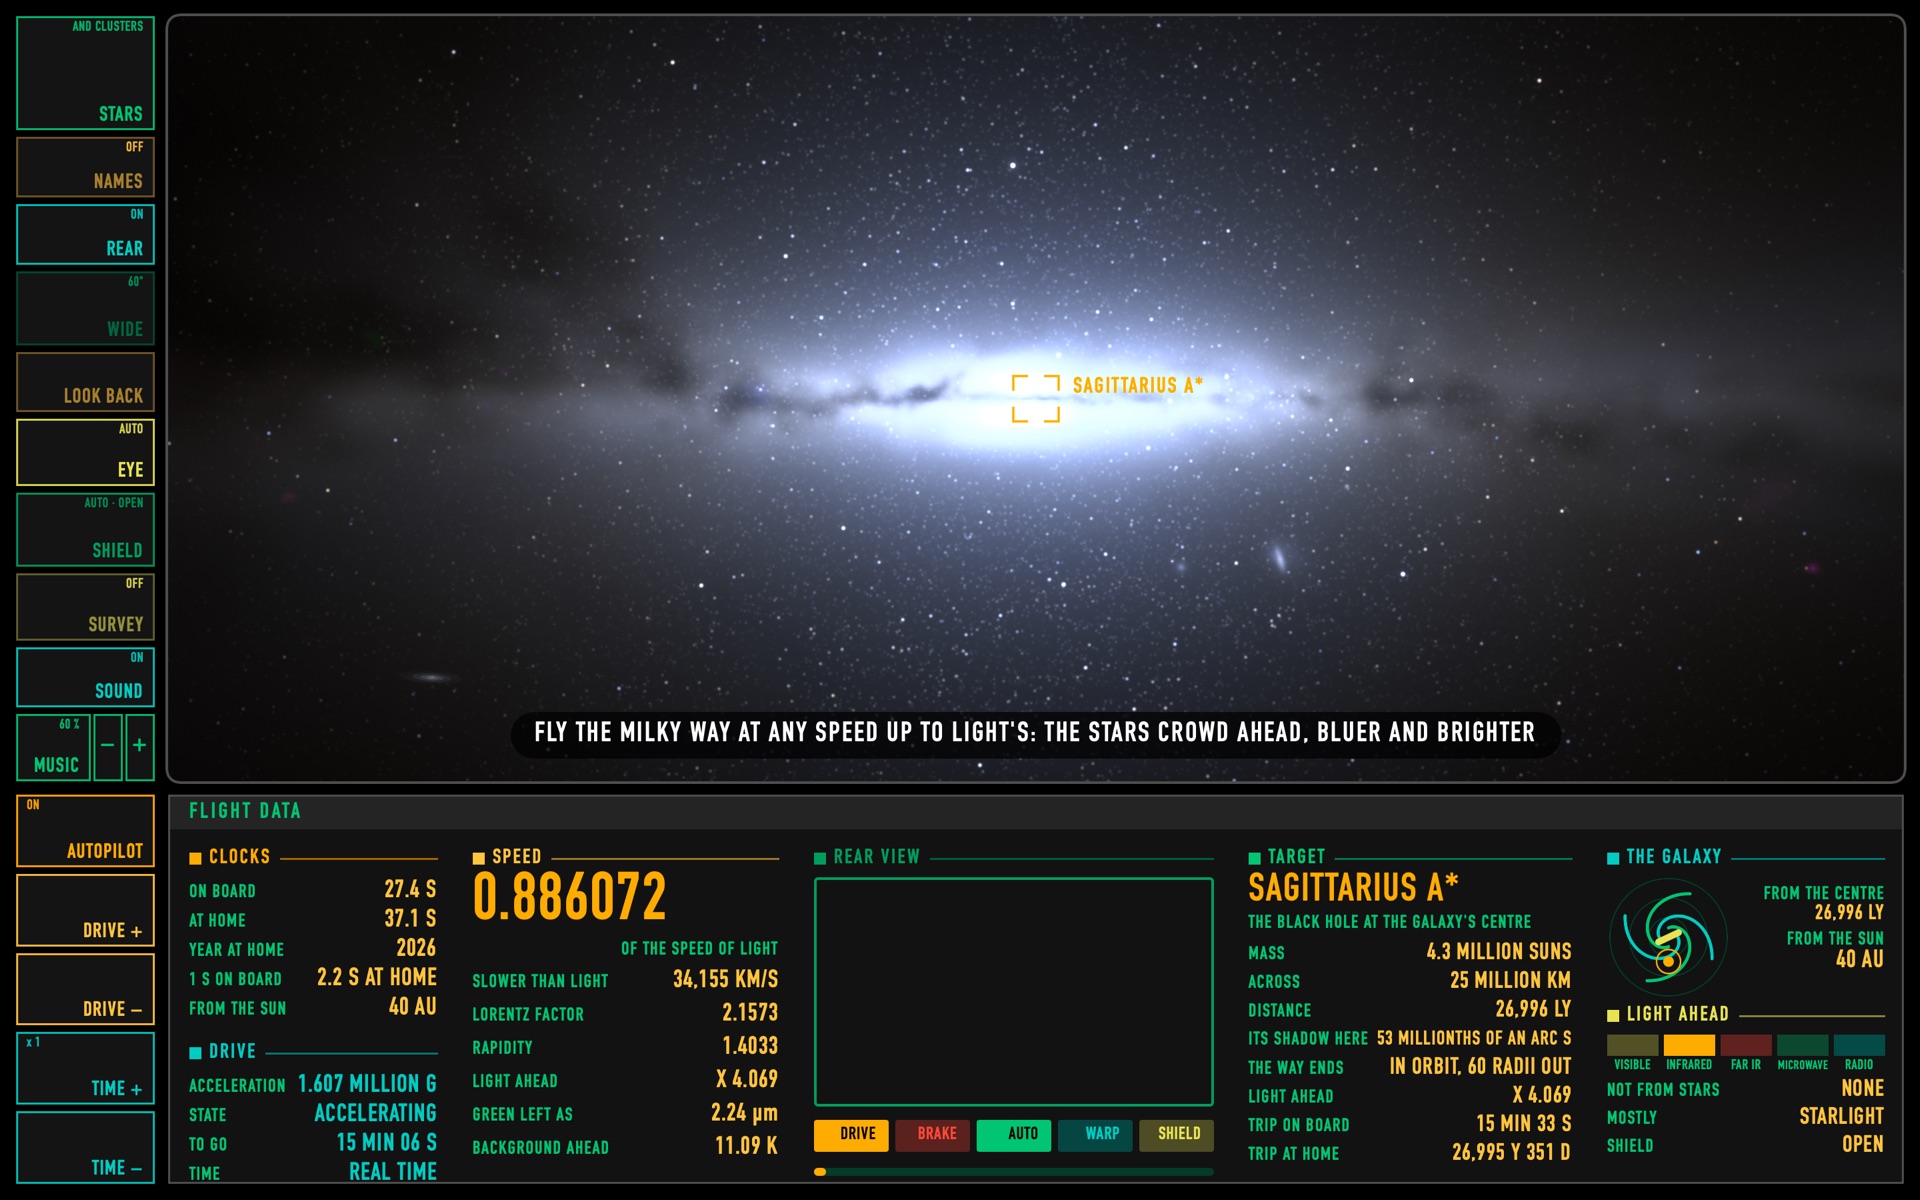 AND CLUSTERS
STARS
OFF
NAMES
ON
REAR
60°
WIDE
LOOK BACK
AUTO
EYE
AUTO · OPEN
SHIELD
OFF
SURVEY
ON
SOUND
60 %
MUSIC − +
ON
AUTOPILOT
DRIVE +
DRIVE −
x 1
TIME +
TIME −
SAGITTARIUS A*
FLY THE MILKY WAY AT ANY SPEED UP TO LIGHT'S: THE STARS CROWD AHEAD, BLUER AND BRIGHTER
FLIGHT DATA
CLOCKS
ON BOARD 27.4 S
AT HOME 37.1 S
YEAR AT HOME 2026
1 S ON BOARD 2.2 S AT HOME
FROM THE SUN 40 AU
DRIVE
ACCELERATION 1.607 MILLION G
STATE ACCELERATING
TO GO 15 MIN 06 S
TIME REAL TIME
SPEED
0.886072
OF THE SPEED OF LIGHT
SLOWER THAN LIGHT 34,155 KM/S
LORENTZ FACTOR 2.1573
RAPIDITY 1.4033
LIGHT AHEAD X 4.069
GREEN LEFT AS 2.24 µm
BACKGROUND AHEAD 11.09 K
REAR VIEW
DRIVE BRAKE AUTO WARP SHIELD
TARGET
SAGITTARIUS A*
THE BLACK HOLE AT THE GALAXY'S CENTRE
MASS 4.3 MILLION SUNS
ACROSS 25 MILLION KM
DISTANCE 26,996 LY
ITS SHADOW HERE 53 MILLIONTHS OF AN ARC S
THE WAY ENDS IN ORBIT, 60 RADII OUT
LIGHT AHEAD X 4.069
TRIP ON BOARD 15 MIN 33 S
TRIP AT HOME 26,995 Y 351 D
THE GALAXY
FROM THE CENTRE
26,996 LY
FROM THE SUN
40 AU
LIGHT AHEAD
VISIBLE INFRARED FAR IR MICROWAVE RADIO
NOT FROM STARS NONE
MOSTLY STARLIGHT
SHIELD OPEN